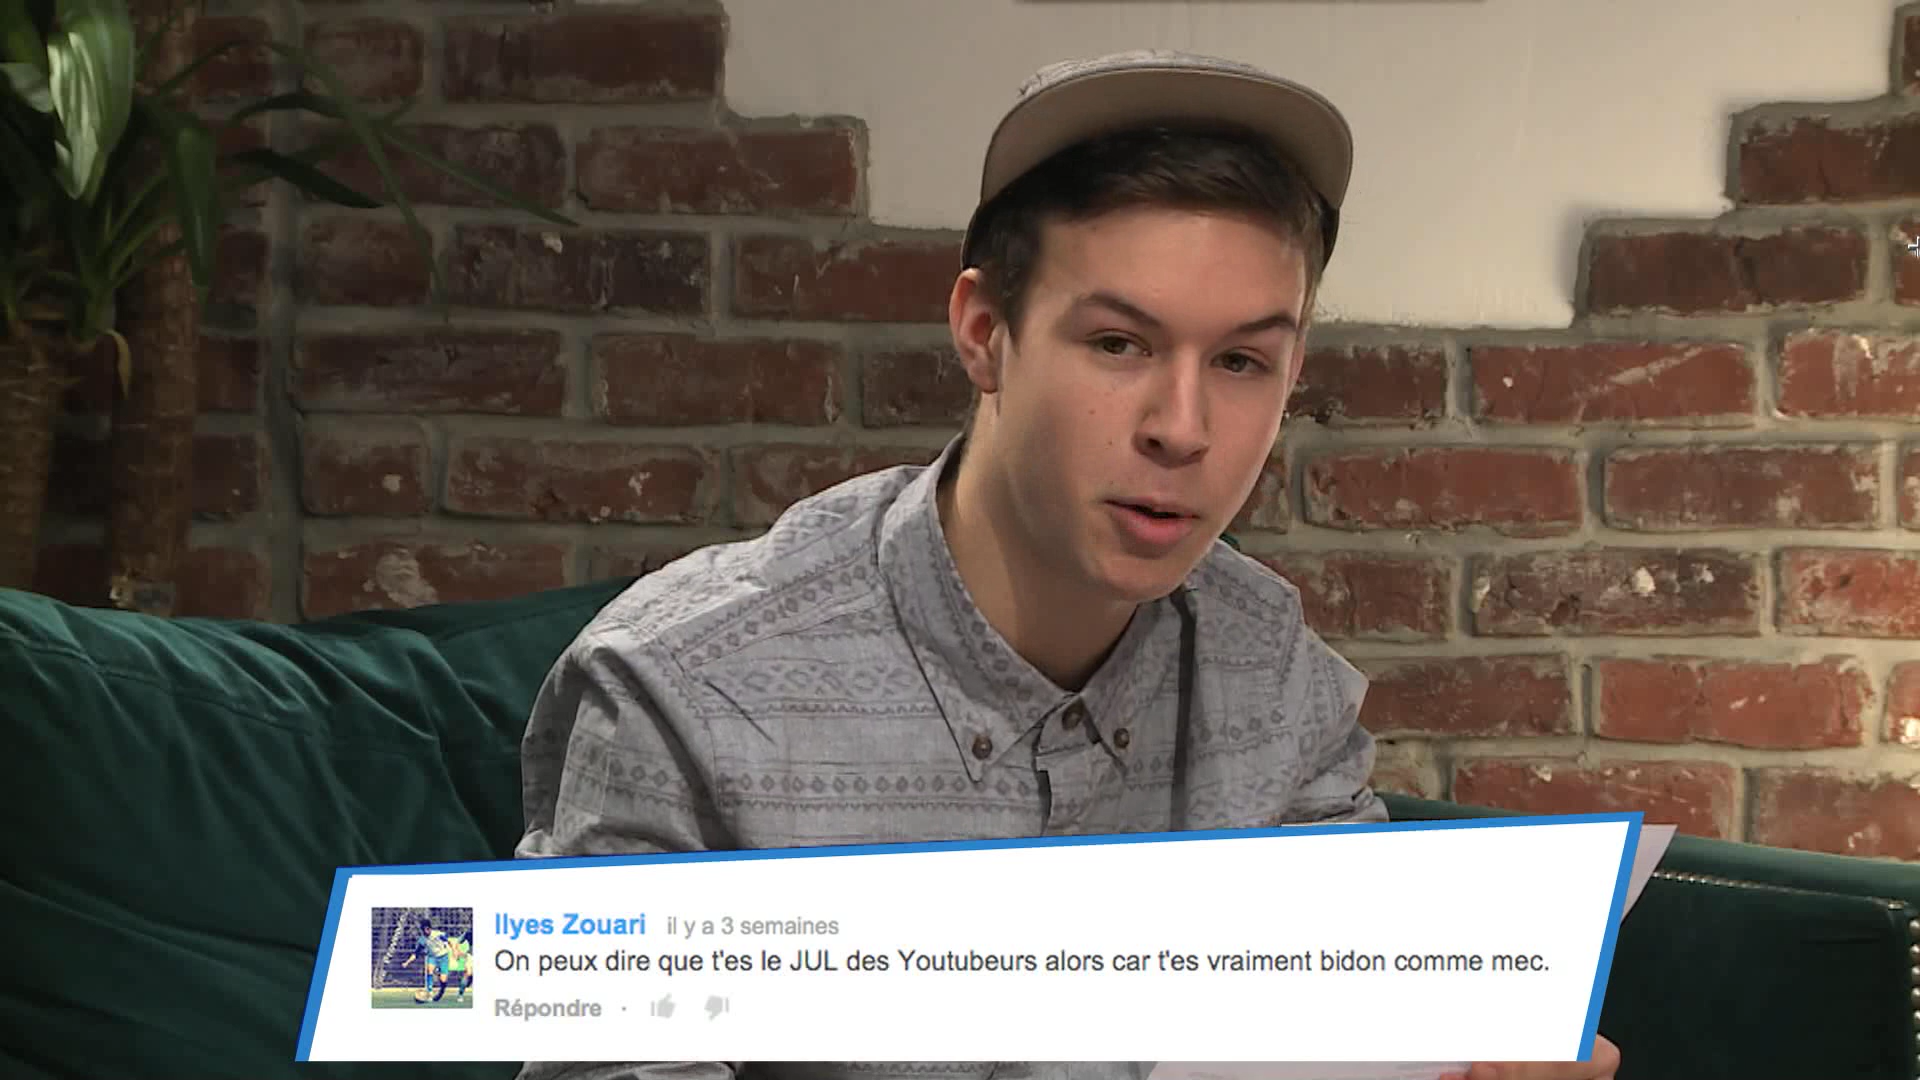 Ilyes Zouari il y a 3 semaines
On peux dire que t'es le JUL des Youtubeurs alors car t'es vraiment bidon comme mec.
Répondre ·